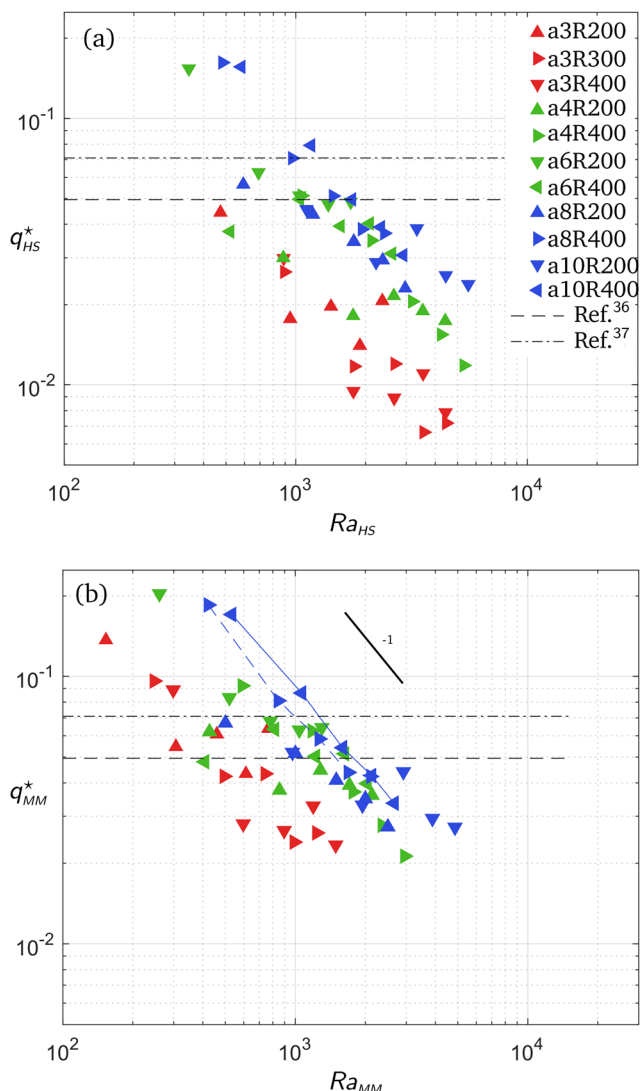 (a)
a3R200
a3R300
a3R400
a4R200
a4R400
a6R200
a6R400
a8R200
a8R400
a10R200
a10R400
Ref.³⁶
Ref.³⁷
10⁻¹
10⁻²
q*HS
10² 10³ 10⁴
RaHS
(b)
-1
10⁻¹
10⁻²
q*MM
10² 10³ 10⁴
RaMM